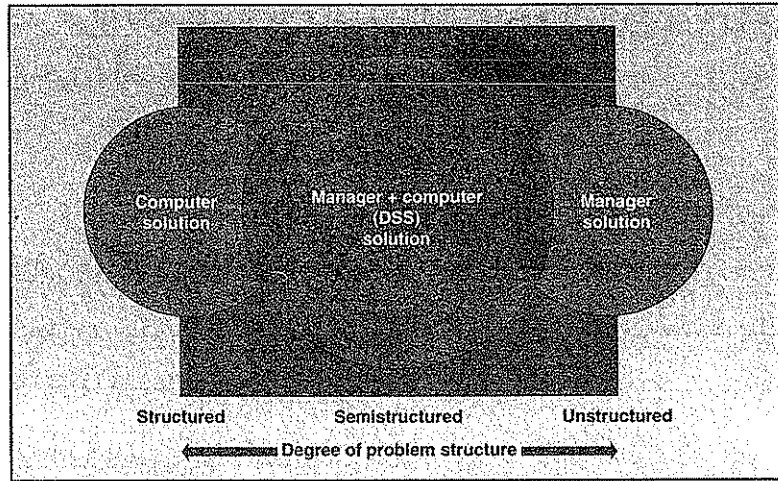 Computer
solution
Manager + computer
(DSS)
solution
Manager
solution
Structured
Semistructured
Unstructured
Degree of problem structure